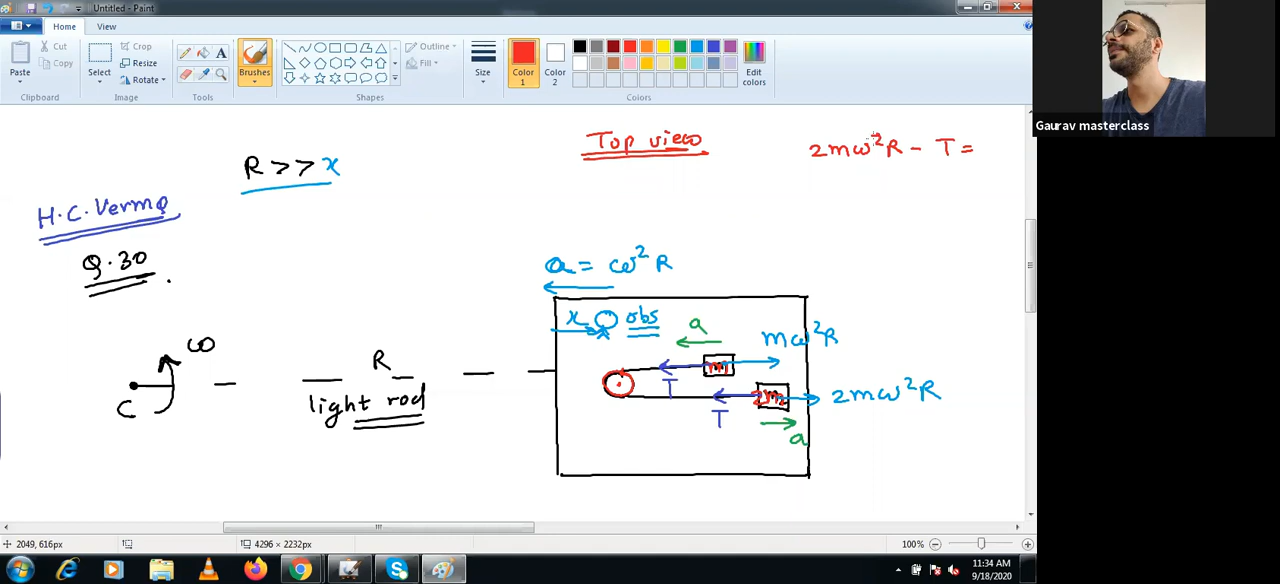 Untitled - Paint
Home View
Paste
Cut
Copy
Clipboard
Select
Crop
Resize
Rotate
Image
Tools
Brushes
Shapes
Outline
Fill
Size
Color 1
Color 2
Edit colors
Colors
Gaurav masterclass
Top view
2mω²R - T =
R >> x
H.C. Verma
Q.30
a = ω²R
x obs
a
mω²R
m
T
2m
2mω²R
T
a
ω
C
R
light rod
2049, 616px
4296 × 2232px
100%
11:34 AM
9/18/2020